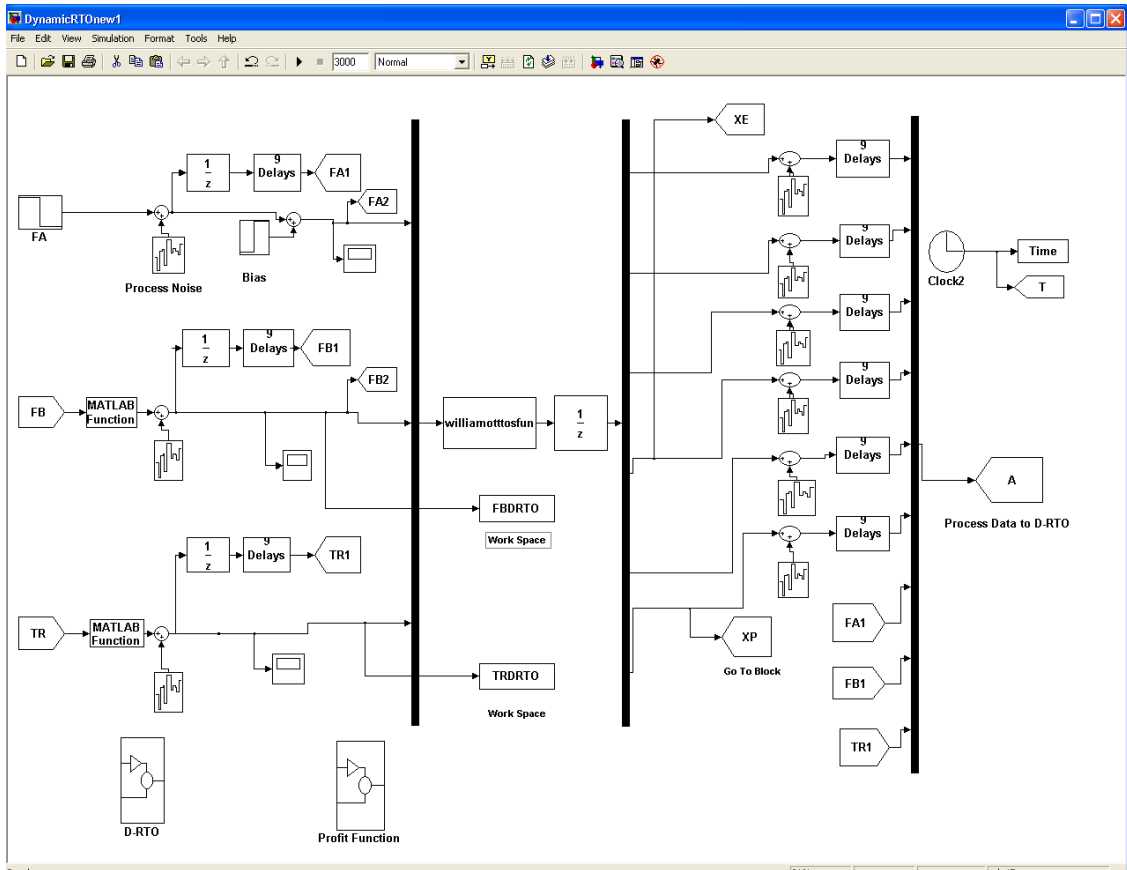 DynamicRTOnew1
File Edit View Simulation Format Tools Help
3000 Normal
XE
1
z
9
Delays
FA1
FA2
FA
Process Noise
Bias
9
Delays
9
Delays
Clock2
Time
T
1
z
9
Delays
FB1
9
Delays
FB2
9
Delays
FB
MATLAB
Function
williamotttosfun
1
z
9
Delays
A
Process Data to D-RTO
FBDRTO
Work Space
9
Delays
1
z
9
Delays
TR1
FA1
TR
MATLAB
Function
XP
Go To Block
TRDRTO
Work Space
FB1
TR1
D-RTO
Profit Function